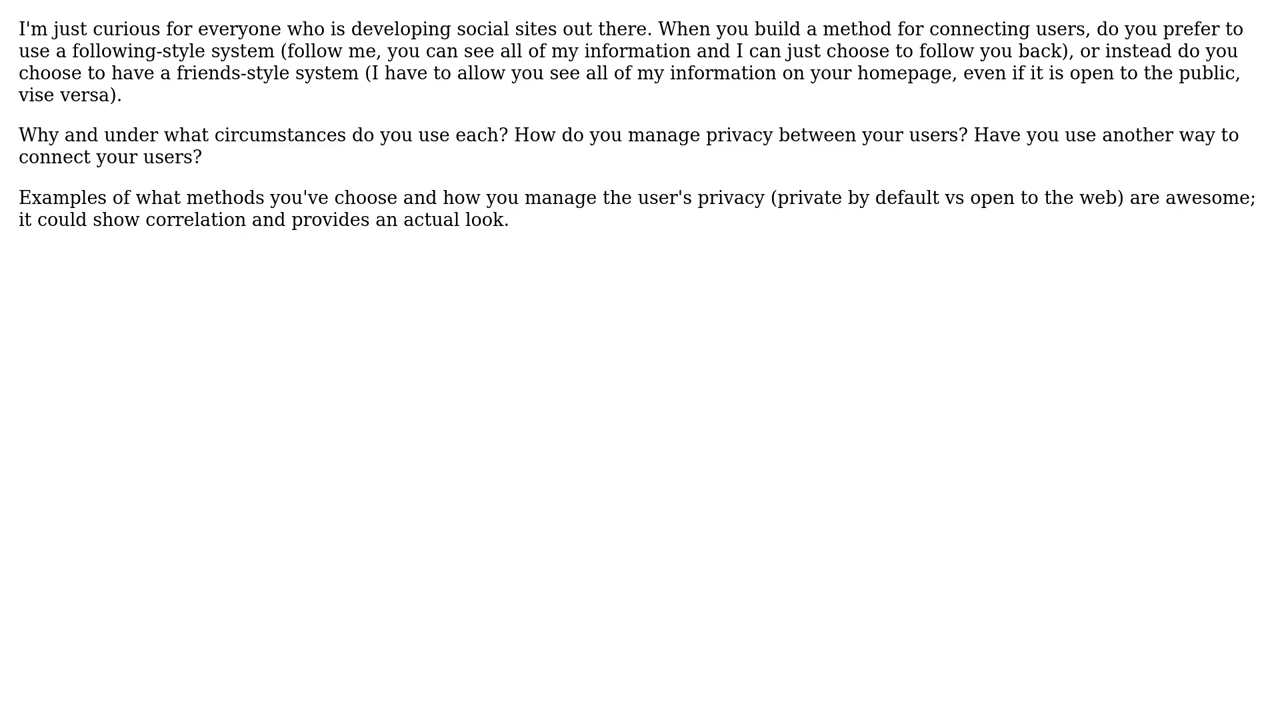 I'm just curious for everyone who is developing social sites out there. When you build a method for connecting users, do you prefer to
use a following-style system (follow me, you can see all of my information and I can just choose to follow you back), or instead do you
choose to have a friends-style system (I have to allow you see all of my information on your homepage, even if it is open to the public,
vise versa).
Why and under what circumstances do you use each? How do you manage privacy between your users? Have you use another way to
connect your users?
Examples of what methods you've choose and how you manage the user's privacy (private by default vs open to the web) are awesome;
it could show correlation and provides an actual look.